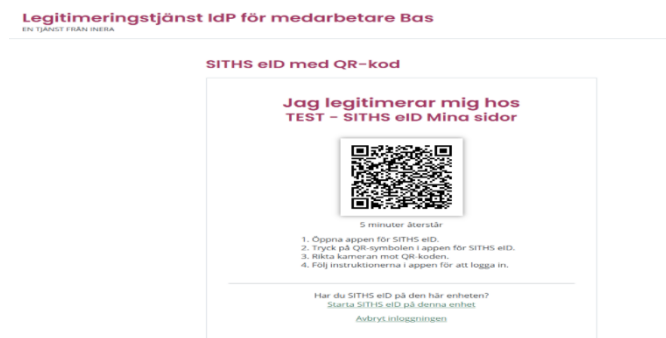 Legitimeringstjänst IdP för medarbetare Bas
EN TJÄNST FRÅN INERA
SITHS eID med QR-kod
Jag legitimerar mig hos
TEST - SITHS eID Mina sidor
5 minuter återstår
1. Öppna appen för SITHS eID.
2. Tryck på QR-symbolen i appen för SITHS eID.
3. Rikta kameran mot QR-koden.
4. Följ instruktionerna i appen för att logga in.
Har du SITHS eID på den här enheten?
Starta SITHS eID på denna enhet
Avbryt inloggningen